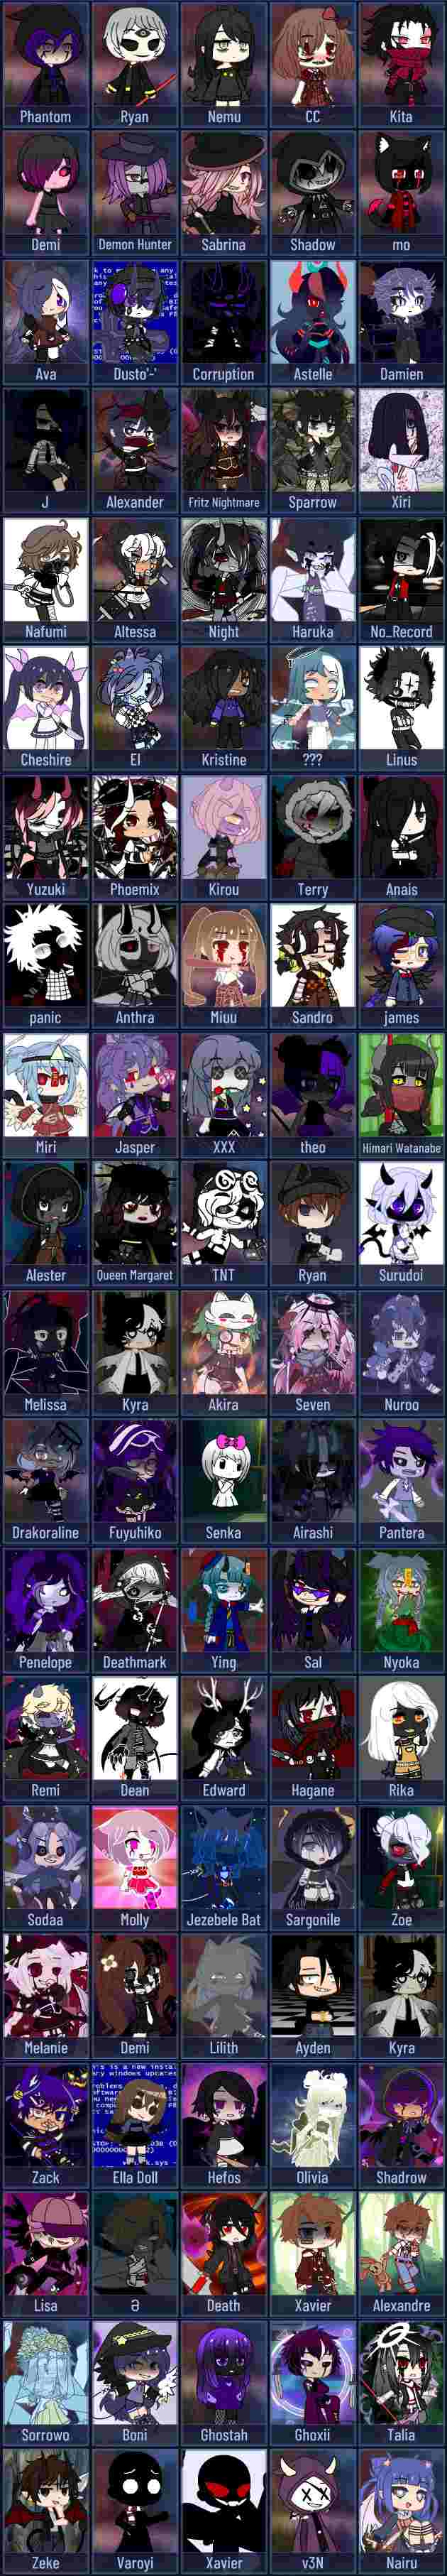 Phantom Ryan Nemu CC Kita
Demi Demon Hunter Sabrina Shadow mo
Ava Dusto'-' Corruption Astelle Damien
J Alexander Fritz Nightmare Sparrow Xiri
Nafumi Altessa Night Haruka No_Record
Cheshire El Kristine ??? Linus
Yuzuki Phoemix Kirou Terry Anais
panic Anthra Miuu Sandro james
Miri Jasper XXX theo Himari Watanabe
Alester Queen Margaret TNT Ryan Surudoi
Melissa Kyra Akira Seven Nuroo
Drakoraline Fuyuhiko Senka Airashi Pantera
Penelope Deathmark Ying Sal Nyoka
Remi Dean Edward Hagane Rika
Sodaa Molly Jezebele Bat Sargonile Zoe
Melanie Demi Lilith Ayden Kyra
Zack Ella Doll Hefos Olivia Shadrow
Lisa Ə Death Xavier Alexandre
Sorrowo Boni Ghostah Ghoxii Talia
Zeke Varoyi Xavier v3N Nairu